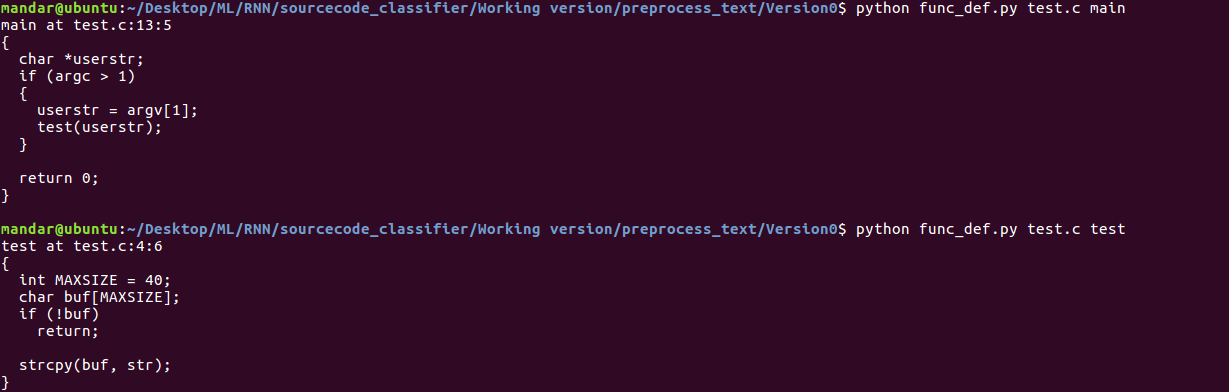 mandar@ubuntu:~/Desktop/ML/RNN/sourcecode_classifier/Working version/preprocess_text/Version0$ python func_def.py test.c main
main at test.c:13:5
{
  char *userstr;
  if (argc > 1)
  {
    userstr = argv[1];
    test(userstr);
  }

  return 0;
}

mandar@ubuntu:~/Desktop/ML/RNN/sourcecode_classifier/Working version/preprocess_text/Version0$ python func_def.py test.c test
test at test.c:4:6
{
  int MAXSIZE = 40;
  char buf[MAXSIZE];
  if (!buf)
    return;

  strcpy(buf, str);
}